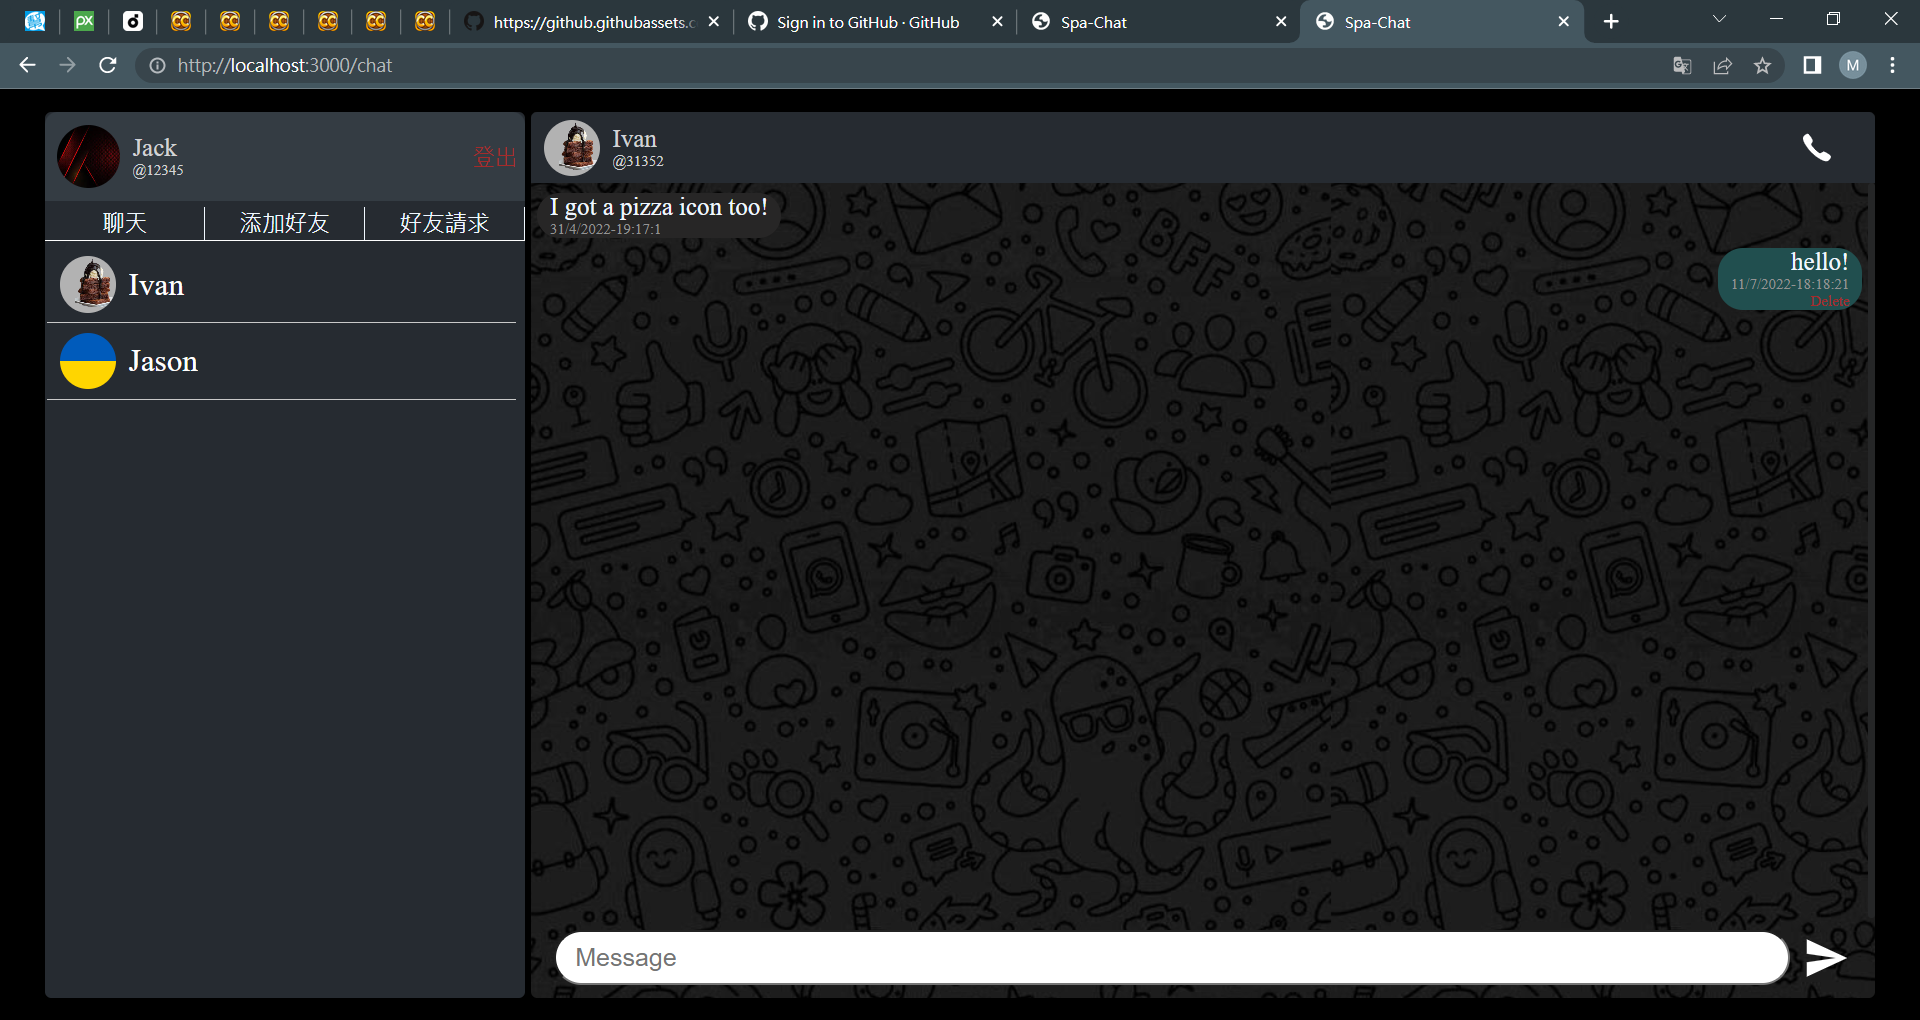 https://github.githubassets.c
Sign in to GitHub · GitHub
Spa-Chat
Spa-Chat
http://localhost:3000/chat
M
Jack
@12345
登出
聊天
添加好友
好友請求
Ivan
Jason
Ivan
@31352
I got a pizza icon too!
31/4/2022-19:17:1
hello!
11/7/2022-18:18:21
Delete
BFF
Message